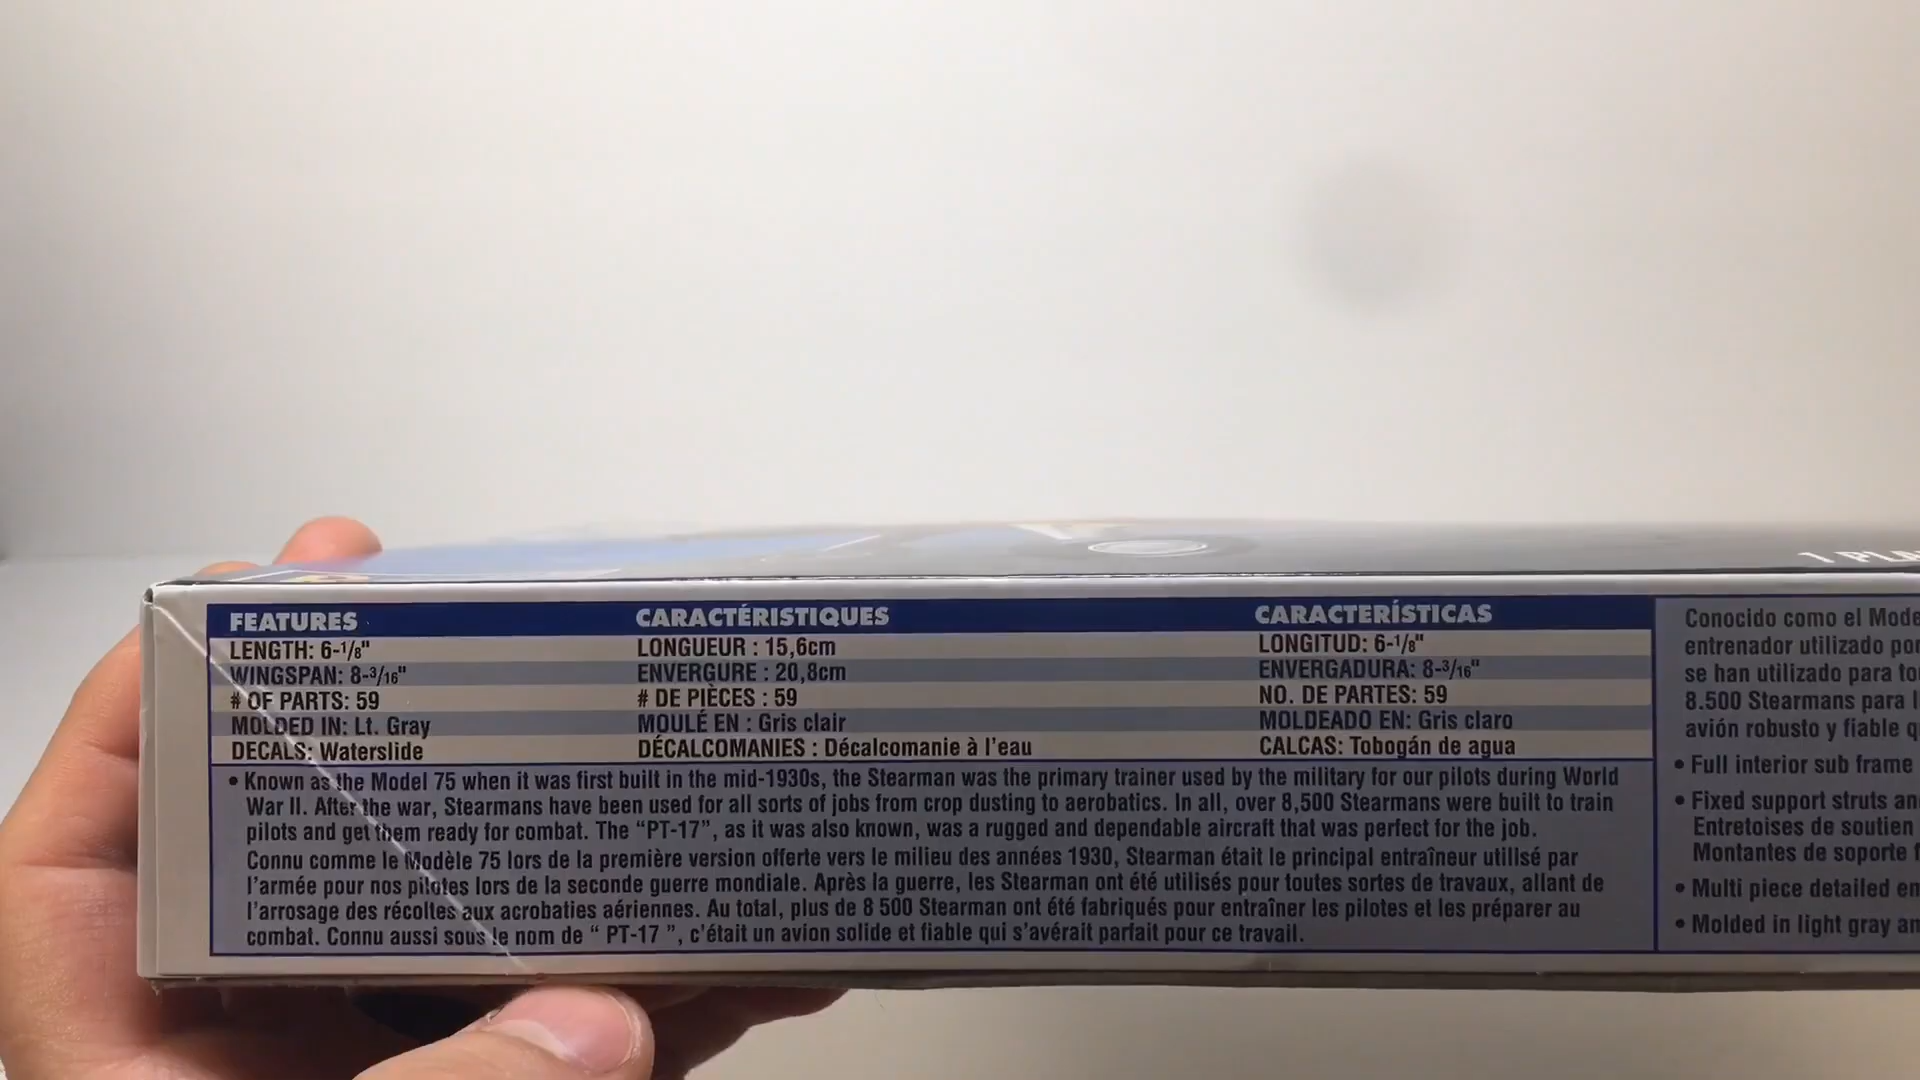 1 PLA
FEATURES
LENGTH: 6-1/8"
WINGSPAN: 8-3/16"
# OF PARTS: 59
MOLDED IN: Lt. Gray
DECALS: Waterslide
CARACTÉRISTIQUES
LONGUEUR : 15,6cm
ENVERGURE : 20,8cm
# DE PIÈCES : 59
MOULÉ EN : Gris clair
DÉCALCOMANIES : Décalcomanie à l'eau
CARACTERÍSTICAS
LONGITUD: 6-1/8"
ENVERGADURA: 8-3/16"
NO. DE PARTES: 59
MOLDEADO EN: Gris claro
CALCAS: Tobogán de agua
• Known as the Model 75 when it was first built in the mid-1930s, the Stearman was the primary trainer used by the military for our pilots during World
War II. After the war, Stearmans have been used for all sorts of jobs from crop dusting to aerobatics. In all, over 8,500 Stearmans were built to train
pilots and get them ready for combat. The “PT-17”, as it was also known, was a rugged and dependable aircraft that was perfect for the job.
Connu comme le Modèle 75 lors de la première version offerte vers le milieu des années 1930, Stearman était le principal entraîneur utilisé par
l'armée pour nos pilotes lors de la seconde guerre mondiale. Après la guerre, les Stearman ont été utilisés pour toutes sortes de travaux, allant de
l'arrosage des récoltes aux acrobaties aériennes. Au total, plus de 8 500 Stearman ont été fabriqués pour entraîner les pilotes et les préparer au
combat. Connu aussi sous le nom de “ PT-17 ”, c'était un avion solide et fiable qui s'avérait parfait pour ce travail.
Conocido como el Mode
entrenador utilizado por
se han utilizado para to
8.500 Stearmans para l
avión robusto y fiable q
• Full interior sub frame
• Fixed support struts an
Entretoises de soutien
Montantes de soporte f
• Multi piece detailed en
• Molded in light gray an